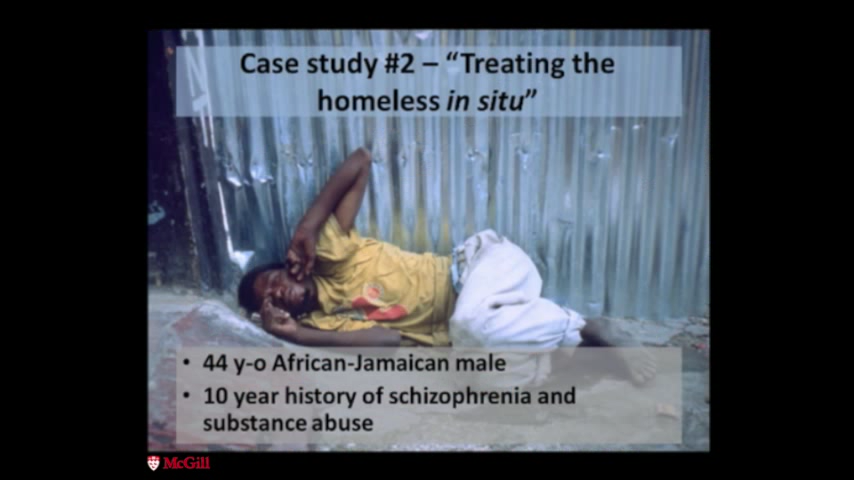 Case study #2 – “Treating the
homeless in situ”
• 44 y-o African-Jamaican male
• 10 year history of schizophrenia and
substance abuse
McGill